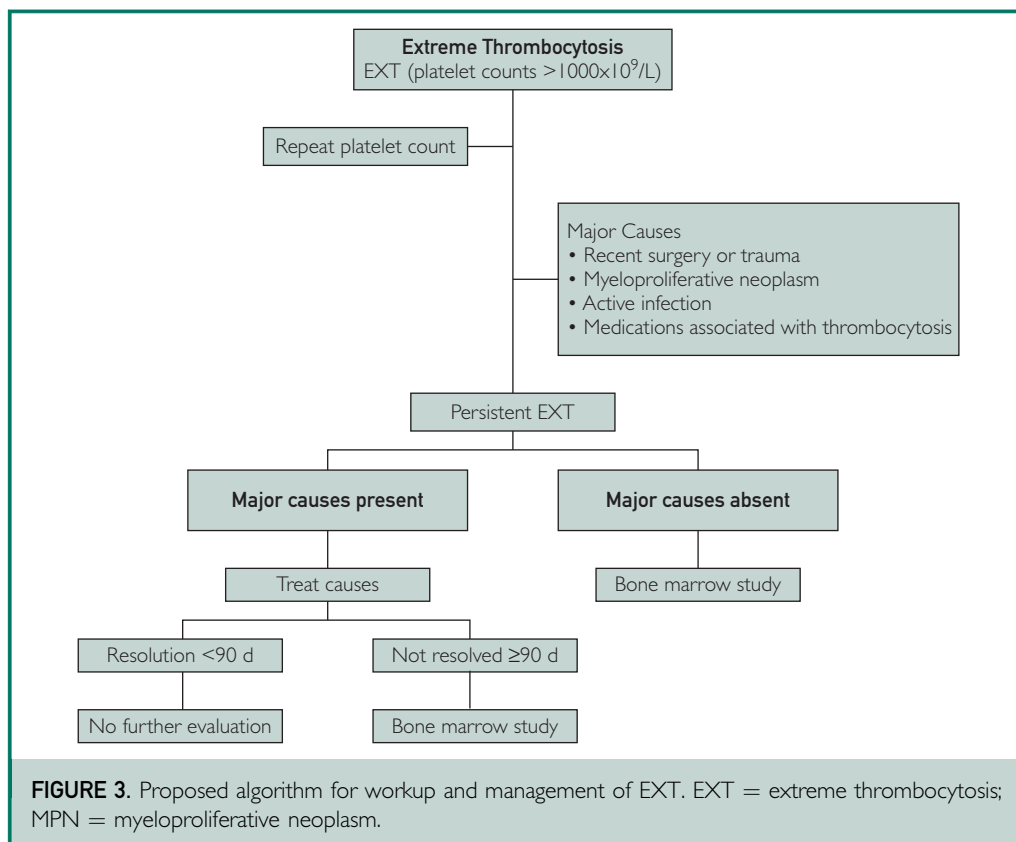 Extreme Thrombocytosis
EXT (platelet counts >1000x10⁹/L)
Repeat platelet count
Major Causes
• Recent surgery or trauma
• Myeloproliferative neoplasm
• Active infection
• Medications associated with thrombocytosis
Persistent EXT
Major causes present
Major causes absent
Treat causes
Bone marrow study
Resolution <90 d
Not resolved ≥90 d
No further evaluation
Bone marrow study
FIGURE 3. Proposed algorithm for workup and management of EXT. EXT = extreme thrombocytosis;
MPN = myeloproliferative neoplasm.